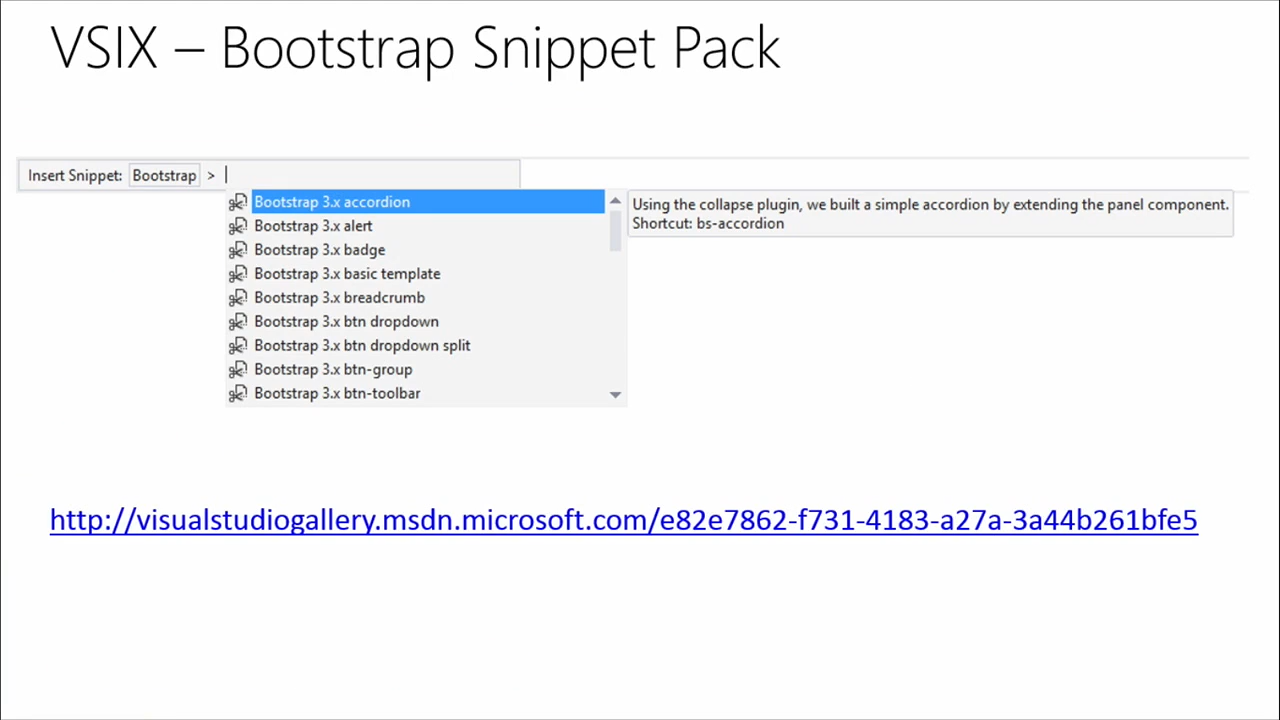 VSIX – Bootstrap Snippet Pack
Insert Snippet: Bootstrap >
Bootstrap 3.x accordion
Using the collapse plugin, we built a simple accordion by extending the panel component.
Shortcut: bs-accordion
Bootstrap 3.x alert
Bootstrap 3.x badge
Bootstrap 3.x basic template
Bootstrap 3.x breadcrumb
Bootstrap 3.x btn dropdown
Bootstrap 3.x btn dropdown split
Bootstrap 3.x btn-group
Bootstrap 3.x btn-toolbar
http://visualstudiogallery.msdn.microsoft.com/e82e7862-f731-4183-a27a-3a44b261bfe5